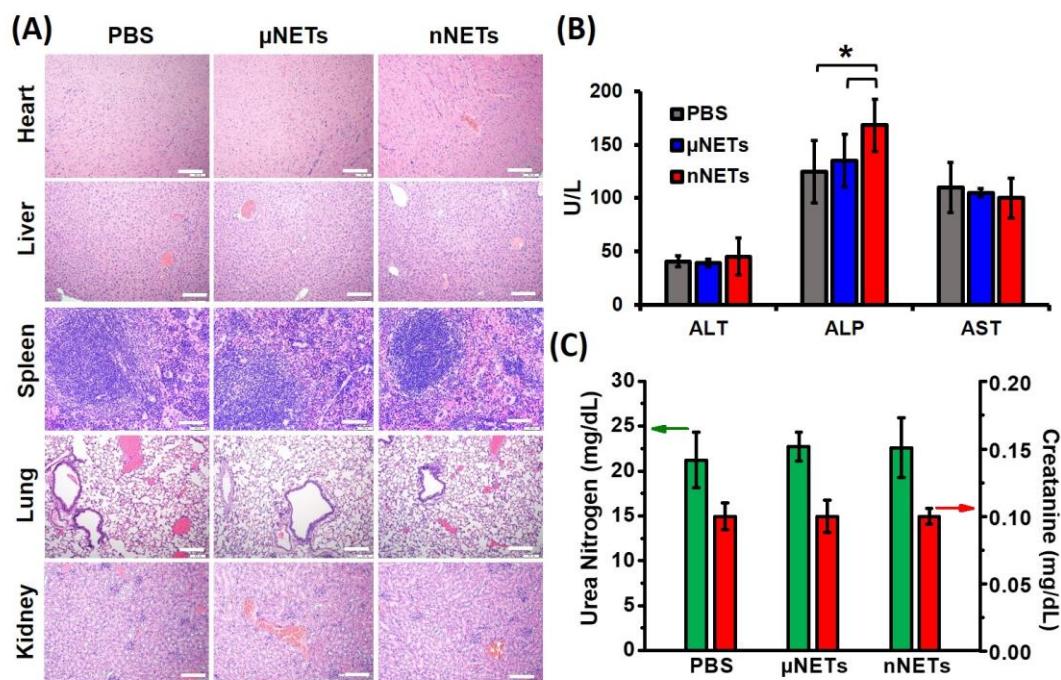 (A)
PBS
μNETs
nNETs
Heart
Liver
Spleen
Lung
Kidney
(B)
*
200
150
100
50
0
U/L
PBS
μNETs
nNETs
ALT
ALP
AST
(C)
30
25
20
15
10
5
0
Urea Nitrogen (mg/dL)
0.20
0.15
0.10
0.05
0.00
Creatanine (mg/dL)
PBS
μNETs
nNETs